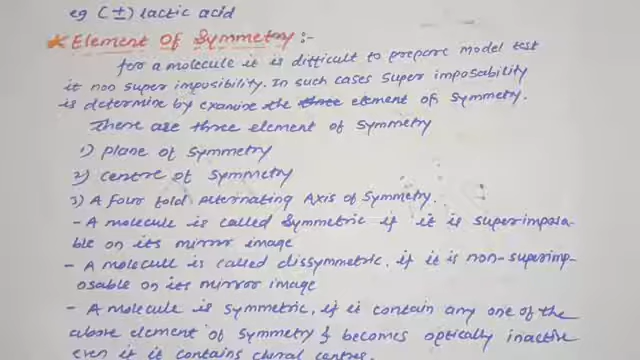 eg (±) lactic acid
* Element Of Symmetry :-
for a molecule it is difficult to prepare model test
it non super imposibility. In such cases super imposability
is determine by examine the three element of symmetry.
There are three element of symmetry
1) plane of symmetry
2) centre of symmetry
3) A four fold Alternating Axis of symmetry.
- A molecule is called symmetric if it is superimposa-
ble on its mirror image
- A molecule is called dissymmetric, if it is non-superimp-
osable on its mirror image
- A molecule is symmetric, if it contain any one of the
above element of symmetry & becomes optically inactive
even if it contains chiral centres.